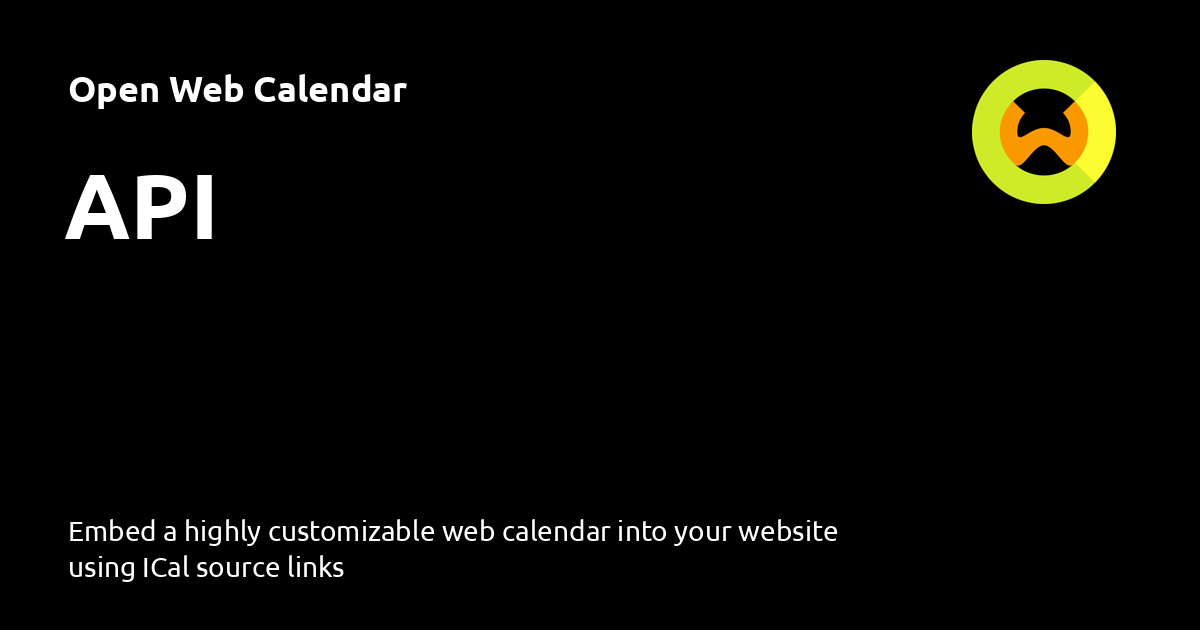 Open Web Calendar
API
Embed a highly customizable web calendar into your website
using ICal source links